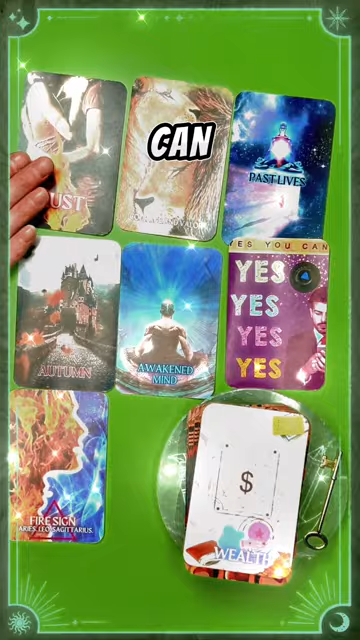 UST
CAN
PAST LIVES
AUTUMN
AWAKENED
MIND
YES YOU CAN
YES
YES
YES
YES
FIRE SIGN
ARIES, LEO, SAGITTARIUS.
$
WEALTH